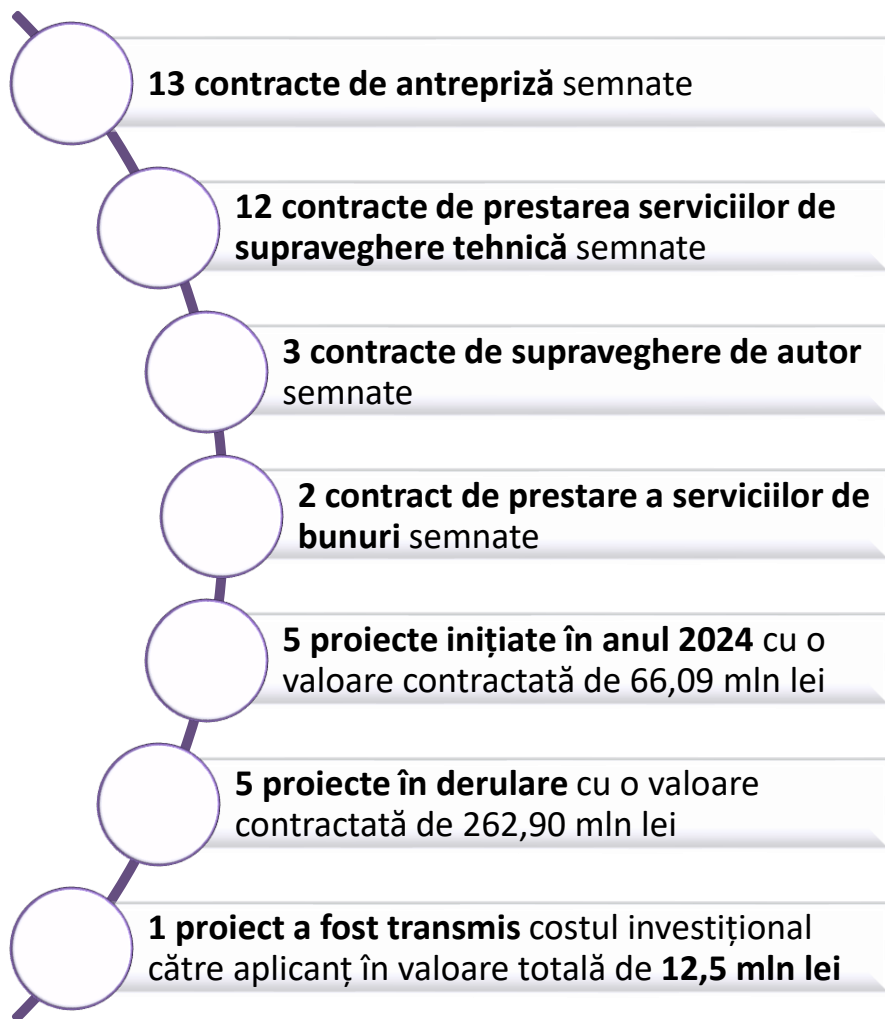 13 contracte de antrepriză semnate
12 contracte de prestarea serviciilor de
supraveghere tehnică semnate
3 contracte de supraveghere de autor
semnate
2 contract de prestare a serviciilor de
bunuri semnate
5 proiecte inițiate în anul 2024 cu o
valoare contractată de 66,09 mln lei
5 proiecte în derulare cu o valoare
contractată de 262,90 mln lei
1 proiect a fost transmis costul investițional
către aplicanț în valoare totală de 12,5 mln lei